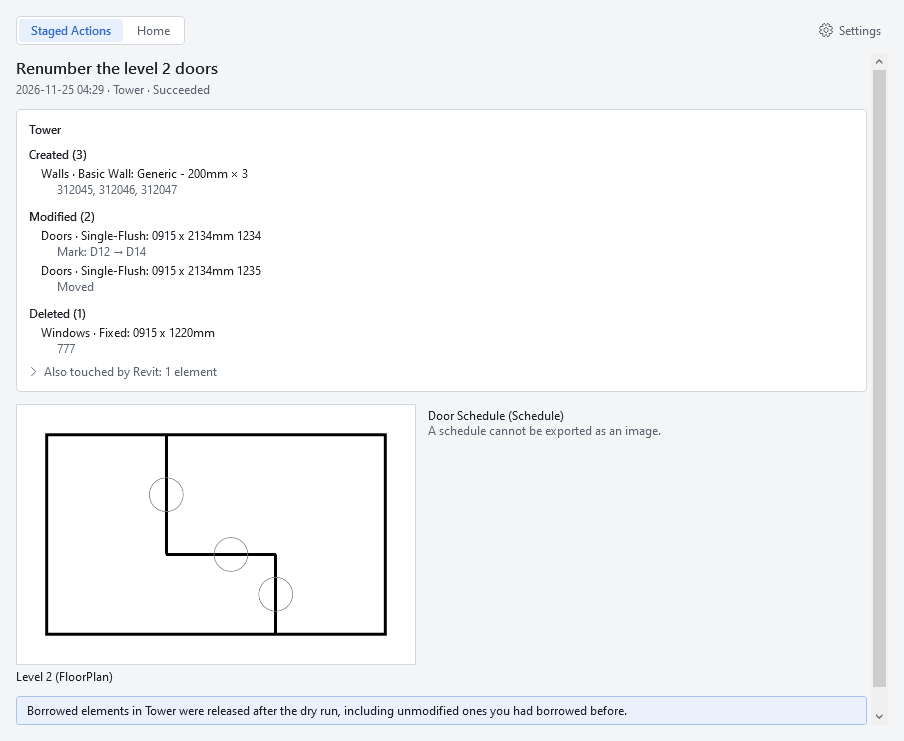 Staged Actions
Home
Settings
Renumber the level 2 doors
2026-11-25 04:29 · Tower · Succeeded
Tower
Created (3)
Walls · Basic Wall: Generic - 200mm × 3
312045, 312046, 312047
Modified (2)
Doors · Single-Flush: 0915 x 2134mm 1234
Mark: D12 → D14
Doors · Single-Flush: 0915 x 2134mm 1235
Moved
Deleted (1)
Windows · Fixed: 0915 x 1220mm
777
Also touched by Revit: 1 element
Door Schedule (Schedule)
A schedule cannot be exported as an image.
Level 2 (FloorPlan)
Borrowed elements in Tower were released after the dry run, including unmodified ones you had borrowed before.